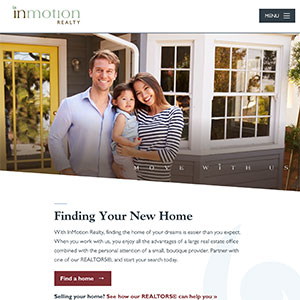 inmotion
REALTY
MENU
MOVE WITH US
Finding Your New Home
With InMotion Realty, finding the home of your dreams is easier than you expect.
When you work with us, you enjoy all the advantages of a large real estate office
combined with the personal attention of a small, boutique provider. Partner with
one of our REALTORS®, and start your search today.
Find a home →
Selling your home? See how our REALTORS® can help you »